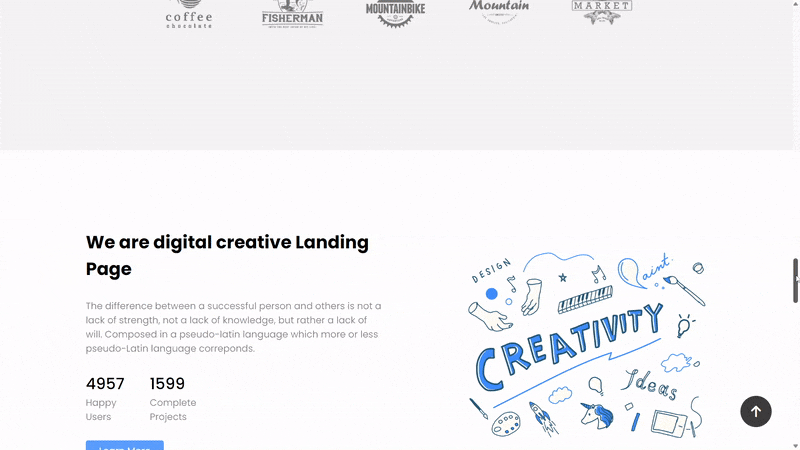 coffee
chocolate
FISHERMAN
MOUNTAINBIKE
Mountain
MARKET
We are digital creative Landing
Page
The difference between a successful person and others is not a
lack of strength, not a lack of knowledge, but rather a lack of
will. Composed in a pseudo-latin language which more or less
pseudo-Latin language correponds.
4957
Happy
Users
1599
Complete
Projects
Learn More
DESIGN
Paint.
CREATIVITY
Ideas